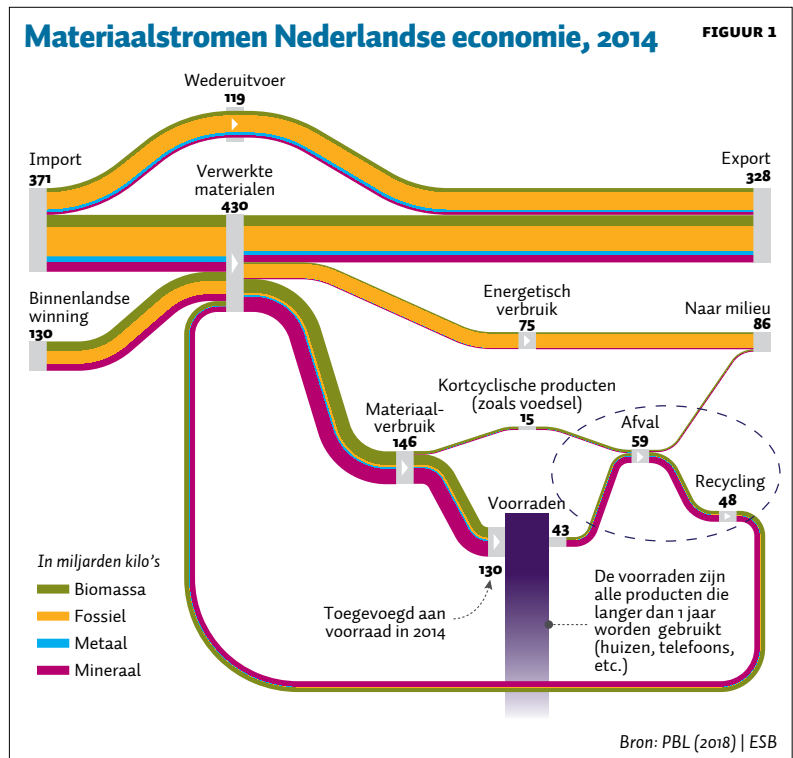 Materiaalstromen Nederlandse economie, 2014
FIGUUR 1
Wederuitvoer
119
Import
371
Verwerkte
materialen
430
Export
328
Binnenlandse
winning
130
Energetisch
verbruik
75
Naar milieu
86
Kortcyclische producten
(zoals voedsel)
15
Materiaal-
verbruik
146
Afval
59
Recycling
48
Voorraden
43
130
Toegevoegd aan
voorraad in 2014
De voorraden zijn
alle producten die
langer dan 1 jaar
worden gebruikt
(huizen, telefoons,
etc.)
In miljarden kilo's
Biomassa
Fossiel
Metaal
Mineraal
Bron: PBL (2018) | ESB